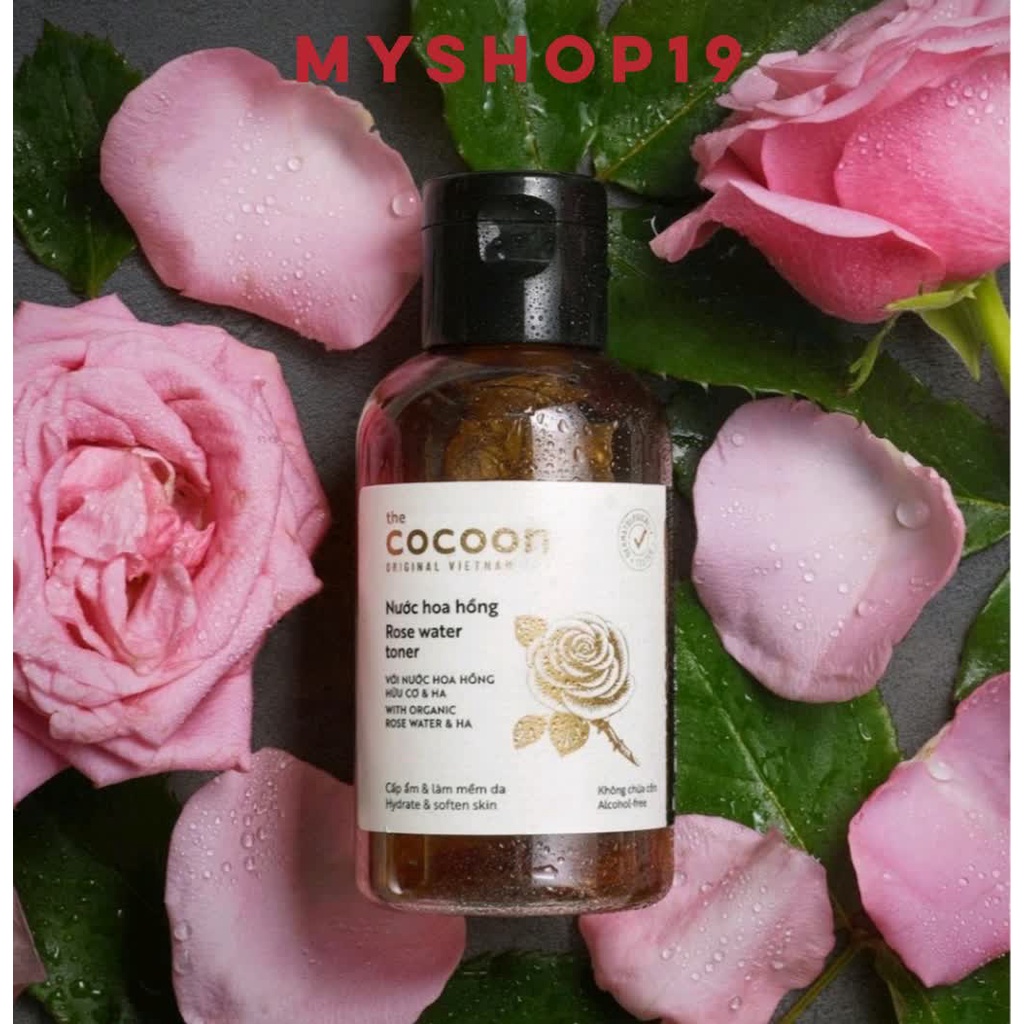 MYSHOP19
the
cocoon
ORIGINAL VIETNAM
Nước hoa hồng
Rose water
toner
VỚI NƯỚC HOA HỒNG
HỮU CƠ & HA
WITH ORGANIC
ROSE WATER & HA
Cấp ẩm & làm mềm da
Hydrate & soften skin
Không chứa cồn
Alcohol-free